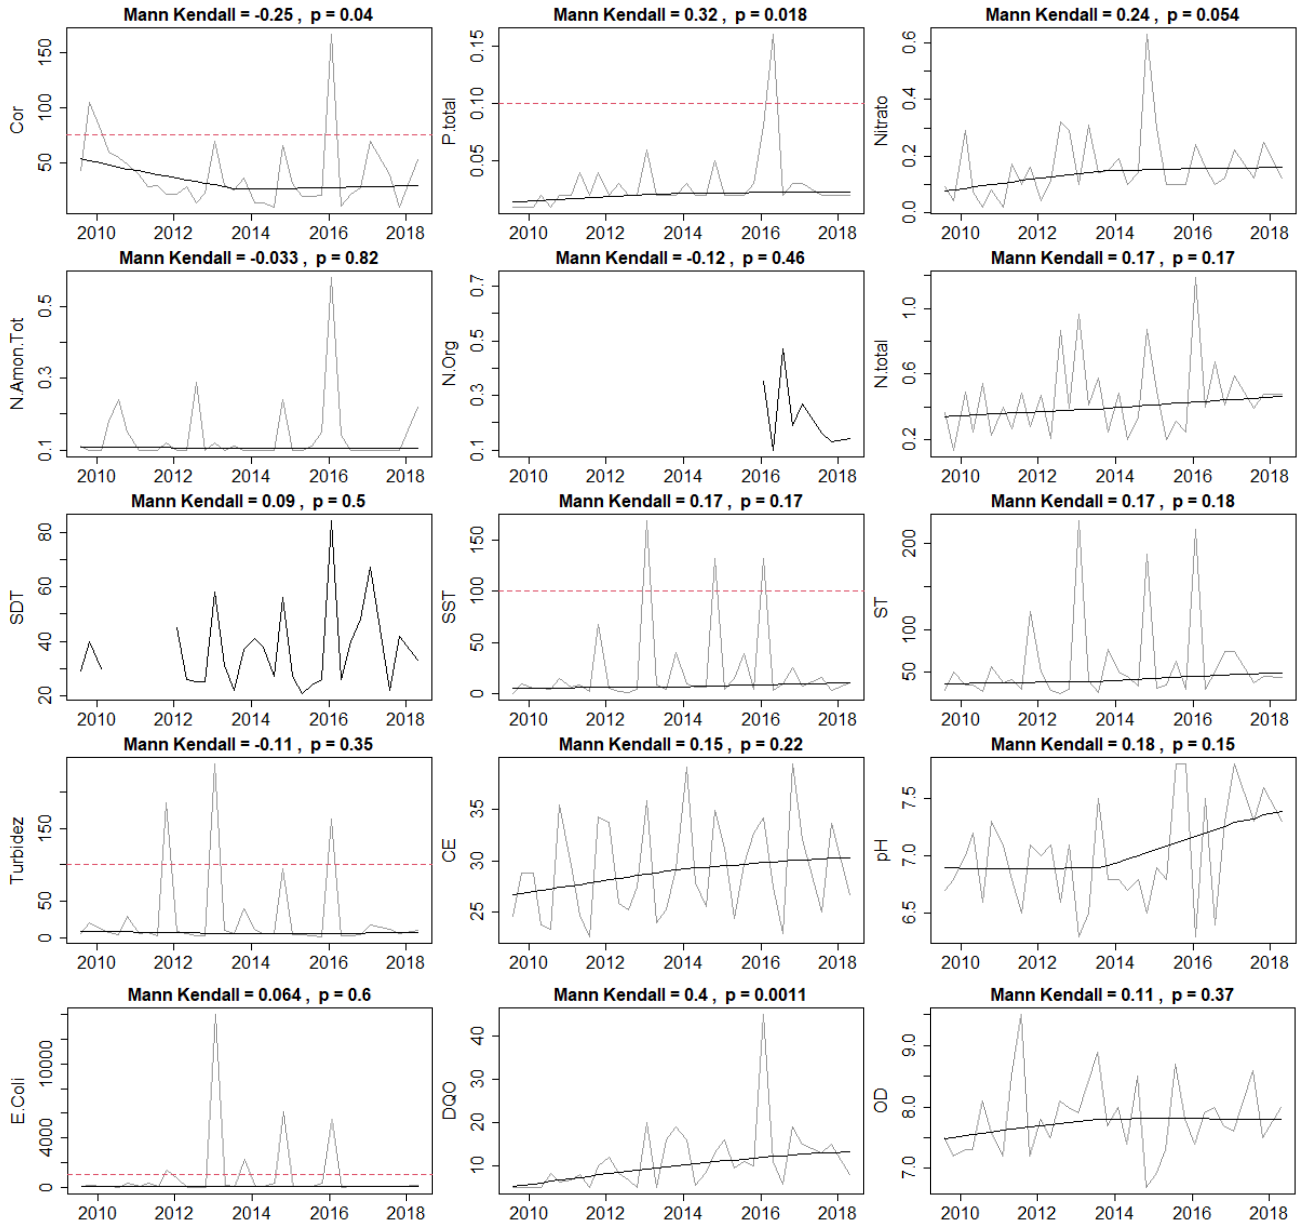 Mann Kendall = -0.25 , p = 0.04
Cor
50 100 150
2010 2012 2014 2016 2018
Mann Kendall = 0.32 , p = 0.018
P.total
0.05 0.10 0.15
2010 2012 2014 2016 2018
Mann Kendall = 0.24 , p = 0.054
Nitrato
0.0 0.2 0.4 0.6
2010 2012 2014 2016 2018
Mann Kendall = -0.033 , p = 0.82
N.Amon.Tot
0.1 0.3 0.5
2010 2012 2014 2016 2018
Mann Kendall = -0.12 , p = 0.46
N.Org
0.1 0.3 0.5 0.7
2010 2012 2014 2016 2018
Mann Kendall = 0.17 , p = 0.17
N.total
0.2 0.6 1.0
2010 2012 2014 2016 2018
Mann Kendall = 0.09 , p = 0.5
SDT
20 40 60 80
2010 2012 2014 2016 2018
Mann Kendall = 0.17 , p = 0.17
SST
0 50 100 150
2010 2012 2014 2016 2018
Mann Kendall = 0.17 , p = 0.18
ST
50 100 200
2010 2012 2014 2016 2018
Mann Kendall = -0.11 , p = 0.35
Turbidez
0 50 150
2010 2012 2014 2016 2018
Mann Kendall = 0.15 , p = 0.22
CE
25 30 35
2010 2012 2014 2016 2018
Mann Kendall = 0.18 , p = 0.15
pH
6.5 7.0 7.5
2010 2012 2014 2016 2018
Mann Kendall = 0.064 , p = 0.6
E.Coli
0 4000 10000
2010 2012 2014 2016 2018
Mann Kendall = 0.4 , p = 0.0011
DQO
10 20 30 40
2010 2012 2014 2016 2018
Mann Kendall = 0.11 , p = 0.37
OD
7.0 8.0 9.0
2010 2012 2014 2016 2018